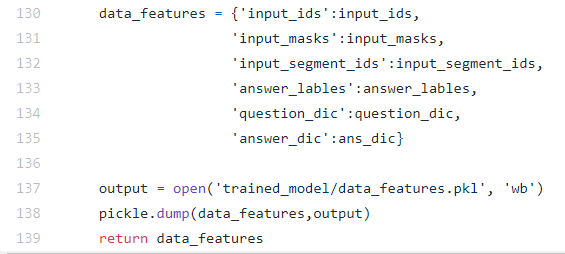 130 data_features = {'input_ids':input_ids,
131 'input_masks':input_masks,
132 'input_segment_ids':input_segment_ids,
133 'answer_lables':answer_lables,
134 'question_dic':question_dic,
135 'answer_dic':ans_dic}
136
137 output = open('trained_model/data_features.pkl', 'wb')
138 pickle.dump(data_features,output)
139 return data_features